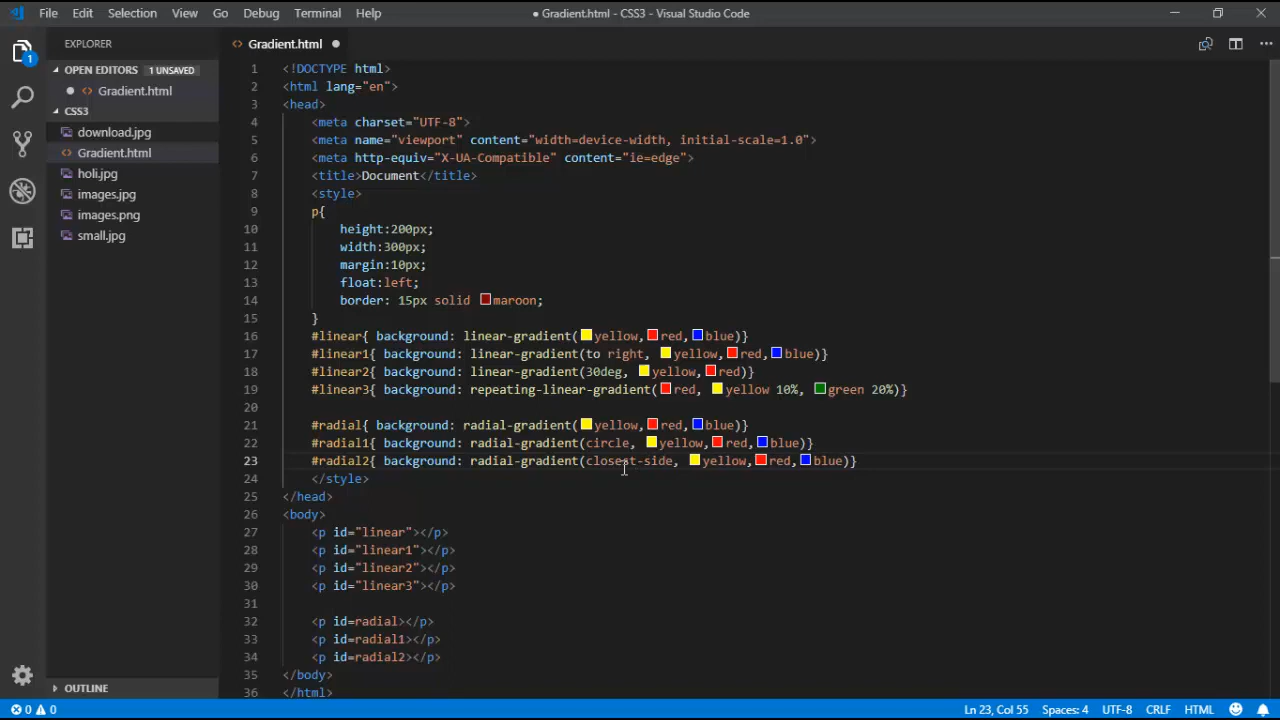 File Edit Selection View Go Debug Terminal Help
● Gradient.html - CSS3 - Visual Studio Code
EXPLORER
OPEN EDITORS 1 UNSAVED
Gradient.html
CSS3
download.jpg
Gradient.html
holi.jpg
images.jpg
images.png
small.jpg
OUTLINE
1
Gradient.html
1 <!DOCTYPE html>
2 <html lang="en">
3 <head>
4 <meta charset="UTF-8">
5 <meta name="viewport" content="width=device-width, initial-scale=1.0">
6 <meta http-equiv="X-UA-Compatible" content="ie=edge">
7 <title>Document</title>
8 <style>
9 p{
10 height:200px;
11 width:300px;
12 margin:10px;
13 float:left;
14 border: 15px solid maroon;
15 }
16 #linear{ background: linear-gradient(yellow,red,blue)}
17 #linear1{ background: linear-gradient(to right, yellow,red,blue)}
18 #linear2{ background: linear-gradient(30deg, yellow,red)}
19 #linear3{ background: repeating-linear-gradient(red, yellow 10%, green 20%)}
20
21 #radial{ background: radial-gradient(yellow,red,blue)}
22 #radial1{ background: radial-gradient(circle, yellow,red,blue)}
23 #radial2{ background: radial-gradient(closest-side, yellow,red,blue)}
24 </style>
25 </head>
26 <body>
27 <p id="linear"></p>
28 <p id="linear1"></p>
29 <p id="linear2"></p>
30 <p id="linear3"></p>
31
32 <p id=radial></p>
33 <p id=radial1></p>
34 <p id=radial2></p>
35 </body>
36 </html>
0 0 Ln 23, Col 55 Spaces: 4 UTF-8 CRLF HTML